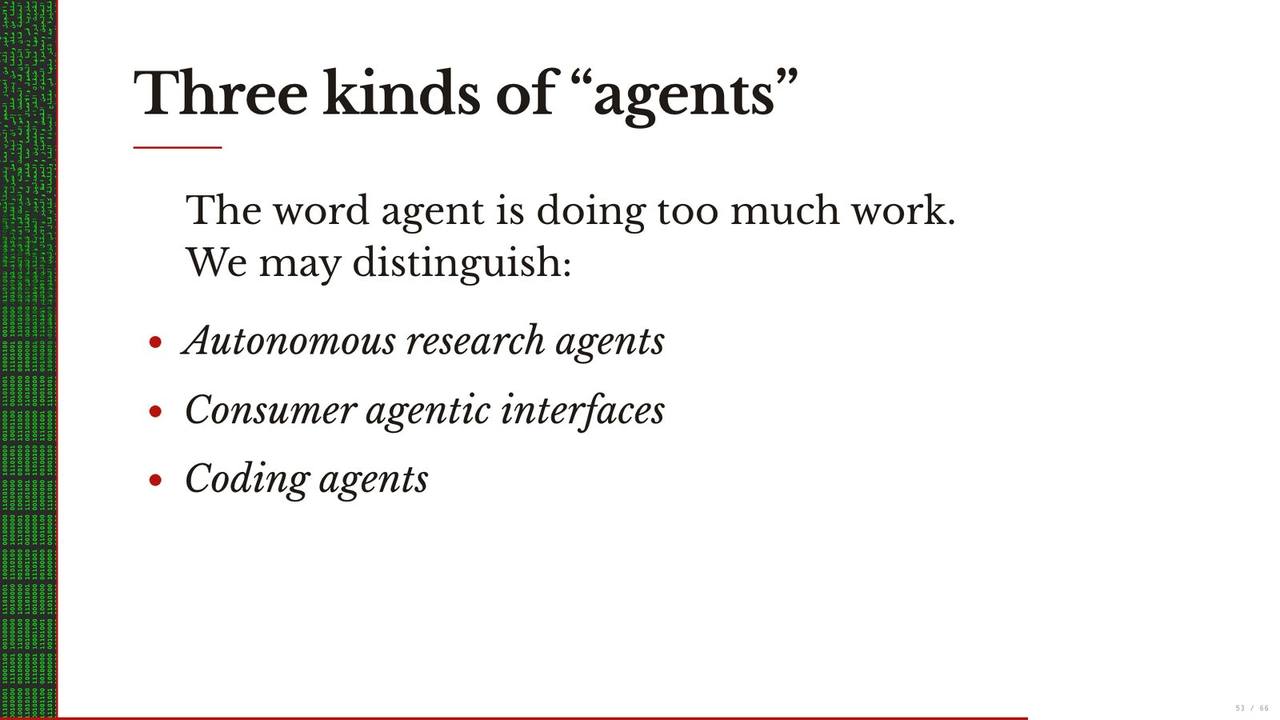 Three kinds of “agents”
The word agent is doing too much work.
We may distinguish:
• Autonomous research agents
• Consumer agentic interfaces
• Coding agents